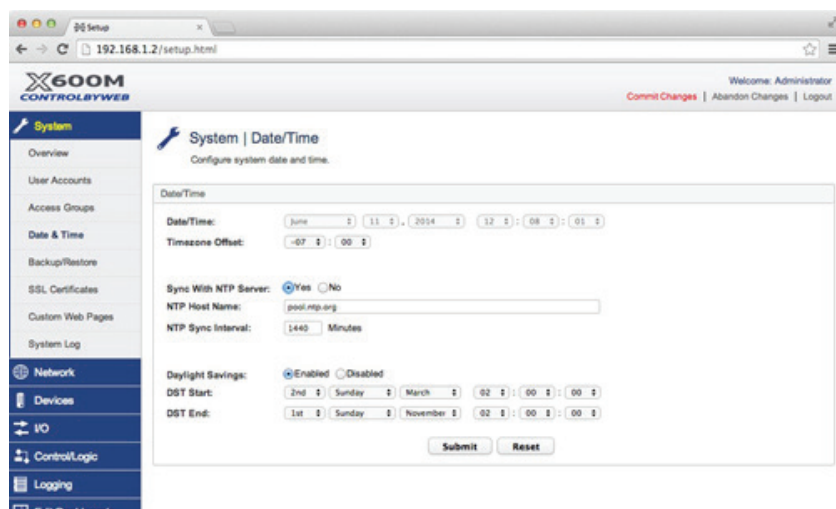 Setup
192.168.1.2/setup.html
X600M
CONTROLBYWEB
Welcome: Administrator
Commit Changes | Abandon Changes | Logout
System
Overview
User Accounts
Access Groups
Date & Time
Backup/Restore
SSL Certificates
Custom Web Pages
System Log
Network
Devices
I/O
Control/Logic
Logging
System | Date/Time
Configure system date and time.
Date/Time
Date/Time: June 11 , 2014 12 : 08 : 01
Timezone Offset: -07 : 00
Sync With NTP Server: Yes No
NTP Host Name: pool.ntp.org
NTP Sync Interval: 1440 Minutes
Daylight Savings: Enabled Disabled
DST Start: 2nd Sunday March 02 : 00 : 00
DST End: 1st Sunday November 02 : 00 : 00
Submit Reset